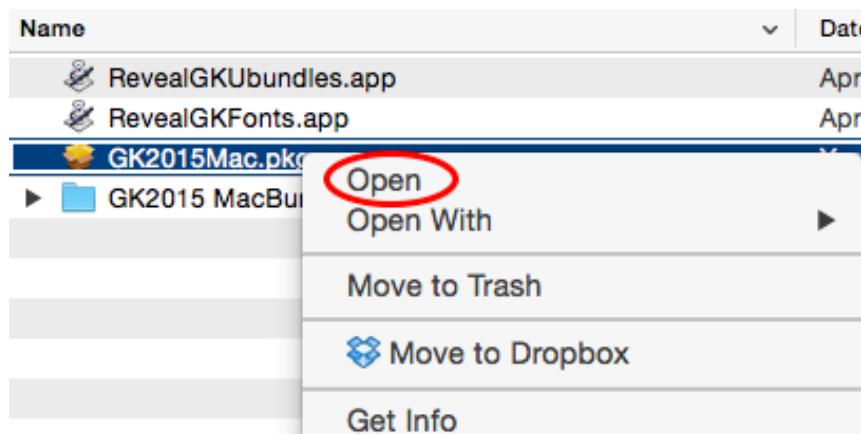 Name Dat
RevealGKUbundles.app Apr
RevealGKFonts.app Apr
GK2015Mac.pkg
GK2015 MacBu
Open
Open With
Move to Trash
Move to Dropbox
Get Info